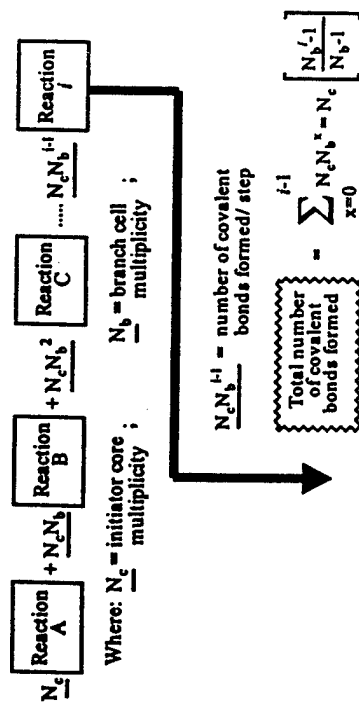 N_c Reaction A + N_cN_b Reaction B + N_cN_b^2 Reaction C ..... N_cN_b^{i-1} Reaction i
Where: N_c = initiator core multiplicity ; N_b = branch cell multiplicity ;
N_cN_b^{i-1} = number of covalent bonds formed/ step
Total number of covalent bonds formed = \sum_{x=0}^{i-1} N_cN_b^x = N_c [ \frac{N_b^i-1}{N_b-1} ]